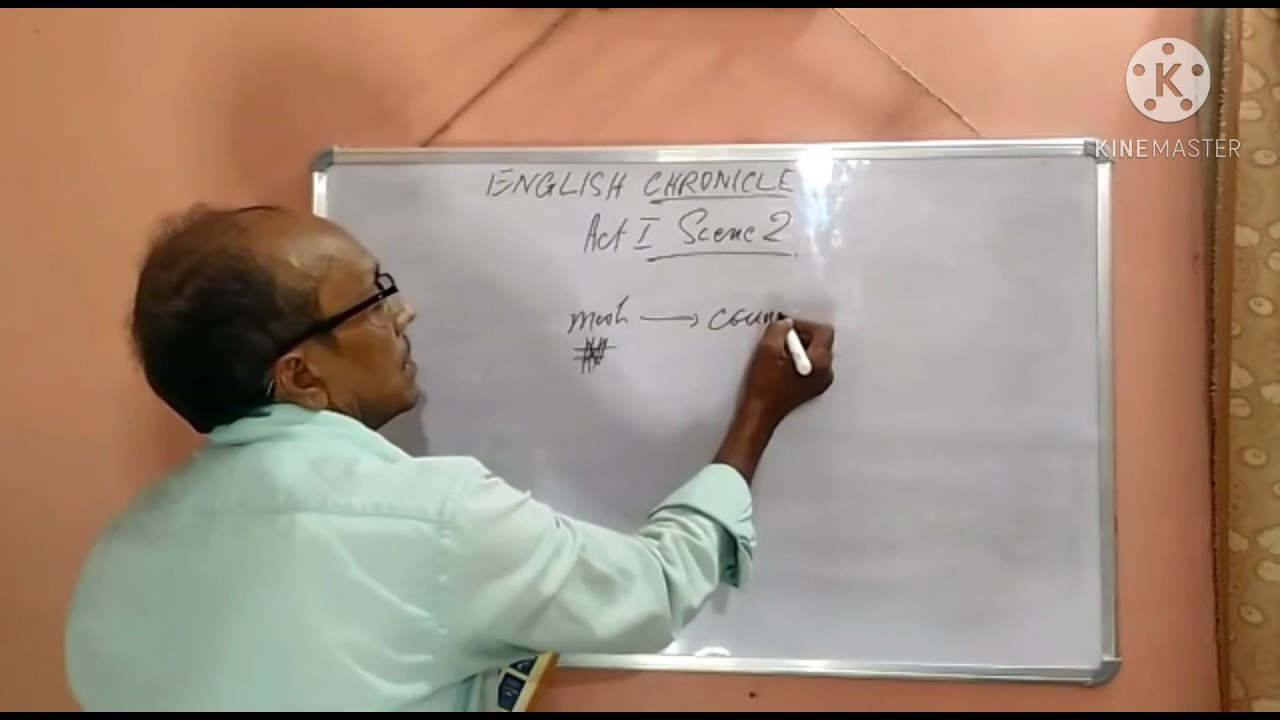 ENGLISH CHRONICLE
Act I Scene 2
mesh → coun
K
KINEMASTER